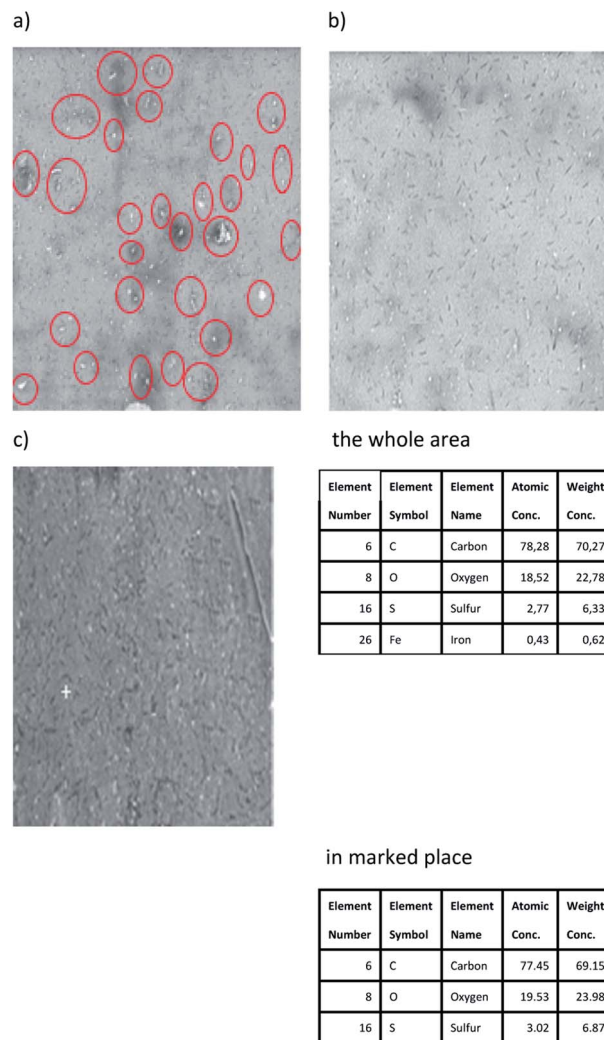 a)
b)
c)
the whole area
Element Number Element Symbol Element Name Atomic Conc. Weight Conc.
6 C Carbon 78,28 70,27
8 O Oxygen 18,52 22,78
16 S Sulfur 2,77 6,33
26 Fe Iron 0,43 0,62
in marked place
Element Number Element Symbol Element Name Atomic Conc. Weight Conc.
6 C Carbon 77.45 69.15
8 O Oxygen 19.53 23.98
16 S Sulfur 3.02 6.87